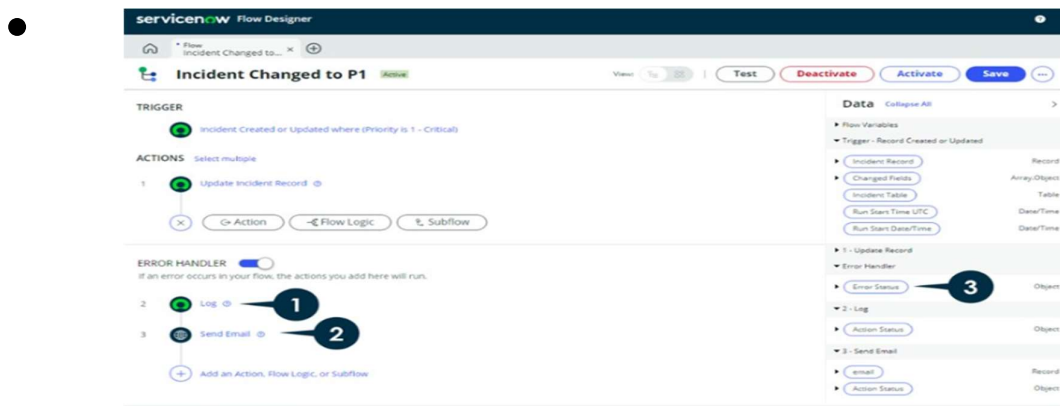 servicenow Flow Designer
* Flow
Incident Changed to... ×
Incident Changed to P1 Active
View: Test Deactivate Activate Save
TRIGGER
Incident Created or Updated where (Priority is 1 - Critical)
ACTIONS Select multiple
1 Update Incident Record
Action Flow Logic Subflow
ERROR HANDLER
If an error occurs in your flow, the actions you add here will run.
2 Log 1
3 Send Email 2
Add an Action, Flow Logic, or Subflow
Data Collapse All
Flow Variables
Trigger - Record Created or Updated
Incident Record Record
Changed Fields Array.Object
Incident Table Table
Run Start Time UTC Date/Time
Run Start Date/Time Date/Time
1 - Update Record
Error Handler
Error Status 3 Object
2 - Log
Action Status Object
3 - Send Email
email Record
Action Status Object